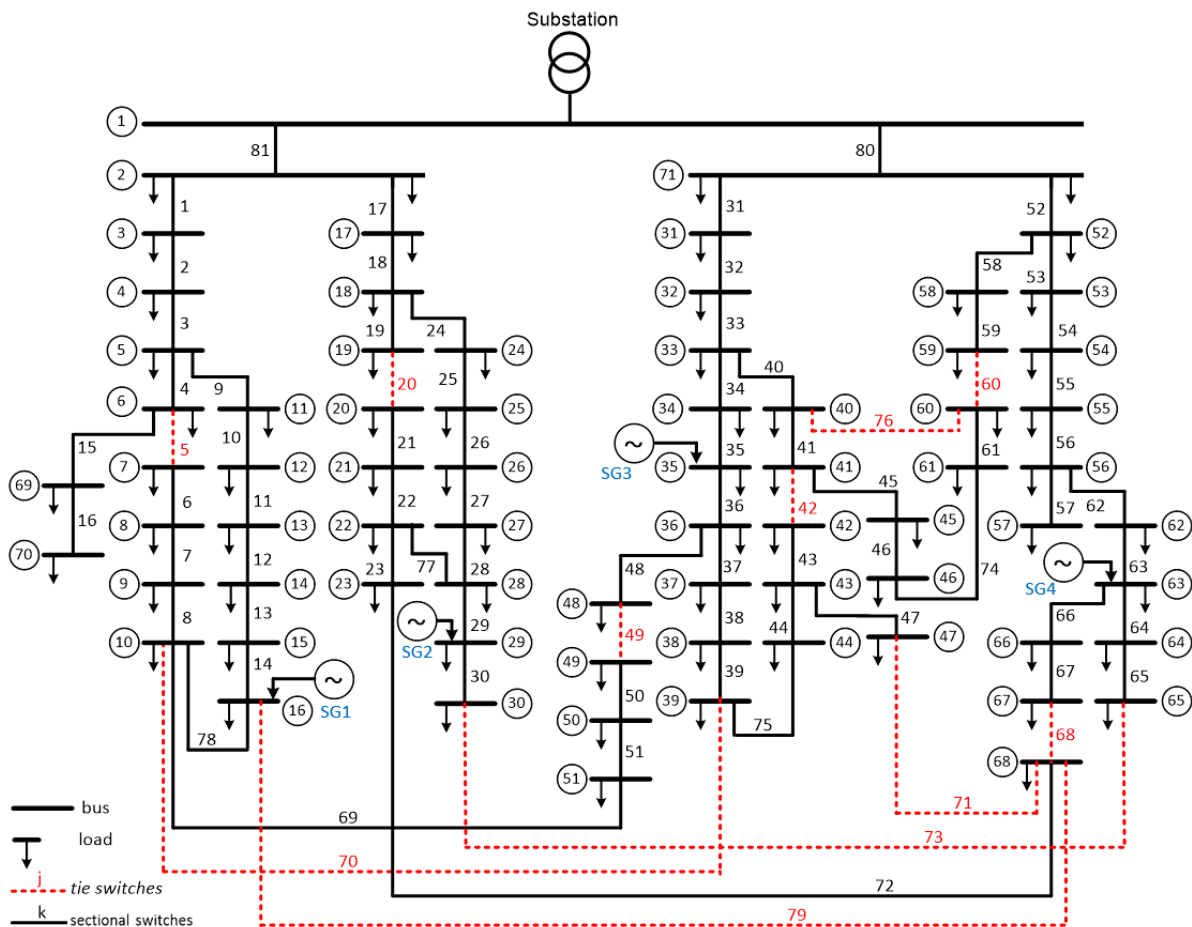 Substation
1
81 80
2 71
1 17 31 52
3 17 31 52
2 18 32 58 53
4 18 32 58 53
3 19 24 33 59 54
5 19 24 33 59 54
4 9 20 25 34 40 60 55
6 11 20 25 34 40 60 55
15 5 10 21 26 SG3 35 76 41 61 56
7 12 21 26 35 41 61 56
69 6 11 22 27 36 42 45 57 62
16 8 13 22 27 36 42 45 57 62
70 7 12 23 77 28 48 37 43 46 74 SG4 63
9 14 23 28 37 43 46 63
8 13 SG2 29 48 38 44 47 66 64
10 15 29 49 38 44 47 66 64
14 30 49 39 67 65
16 SG1 30 50 39 67 65
78 50 75 68
51 68
51 71
bus
load 69
70 73
j tie switches 72
k sectional switches 79